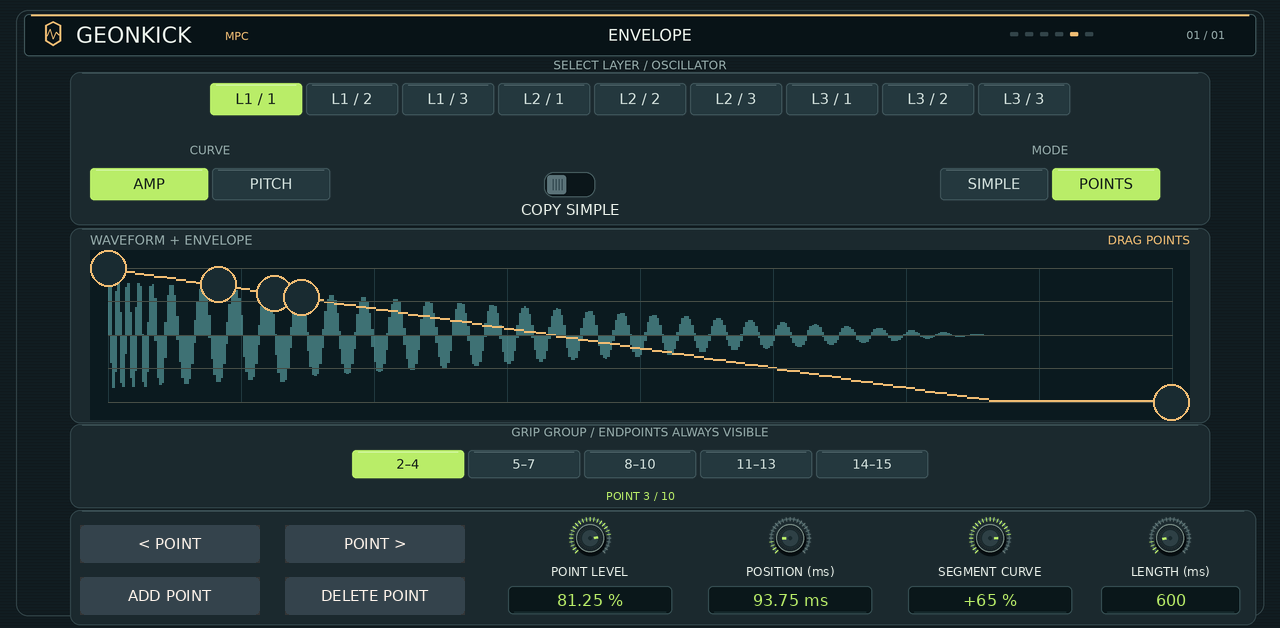 GEONKICK MPC ENVELOPE 01 / 01
SELECT LAYER / OSCILLATOR
L1 / 1 L1 / 2 L1 / 3 L2 / 1 L2 / 2 L2 / 3 L3 / 1 L3 / 2 L3 / 3
CURVE MODE
AMP PITCH SIMPLE POINTS
COPY SIMPLE
WAVEFORM + ENVELOPE DRAG POINTS
GRIP GROUP / ENDPOINTS ALWAYS VISIBLE
2–4 5–7 8–10 11–13 14–15
POINT 3 / 10
< POINT POINT >
POINT LEVEL POSITION (ms) SEGMENT CURVE LENGTH (ms)
ADD POINT DELETE POINT 81.25 % 93.75 ms +65 % 600